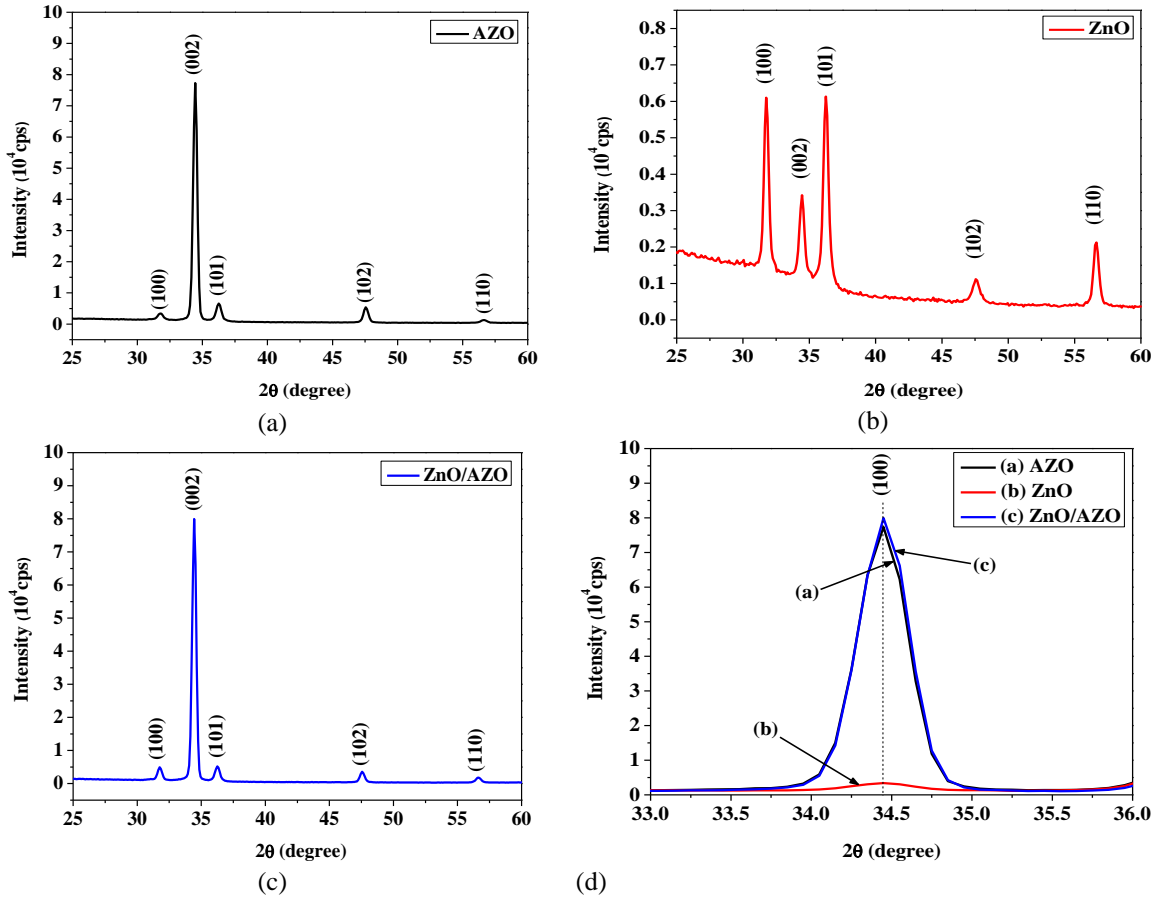 AZO
(002)
(100)
(101)
(102)
(110)
10
9
8
7
6
5
4
3
2
1
0
Intensity (10⁴cps)
25 30 35 40 45 50 55 60
2θ (degree)
(a)
ZnO
(100)
(101)
(002)
(102)
(110)
0.8
0.7
0.6
0.5
0.4
0.3
0.2
0.1
0.0
Intensity (10⁴cps)
25 30 35 40 45 50 55 60
2θ (degree)
(b)
ZnO/AZO
(002)
(100)
(101)
(102)
(110)
10
9
8
7
6
5
4
3
2
1
0
Intensity (10⁴cps)
25 30 35 40 45 50 55 60
2θ (degree)
(c)
(a) AZO
(b) ZnO
(c) ZnO/AZO
(100)
(c)
(a)
(b)
10
9
8
7
6
5
4
3
2
1
0
Intensity (10⁴cps)
33.0 33.5 34.0 34.5 35.0 35.5 36.0
2θ (degree)
(d)